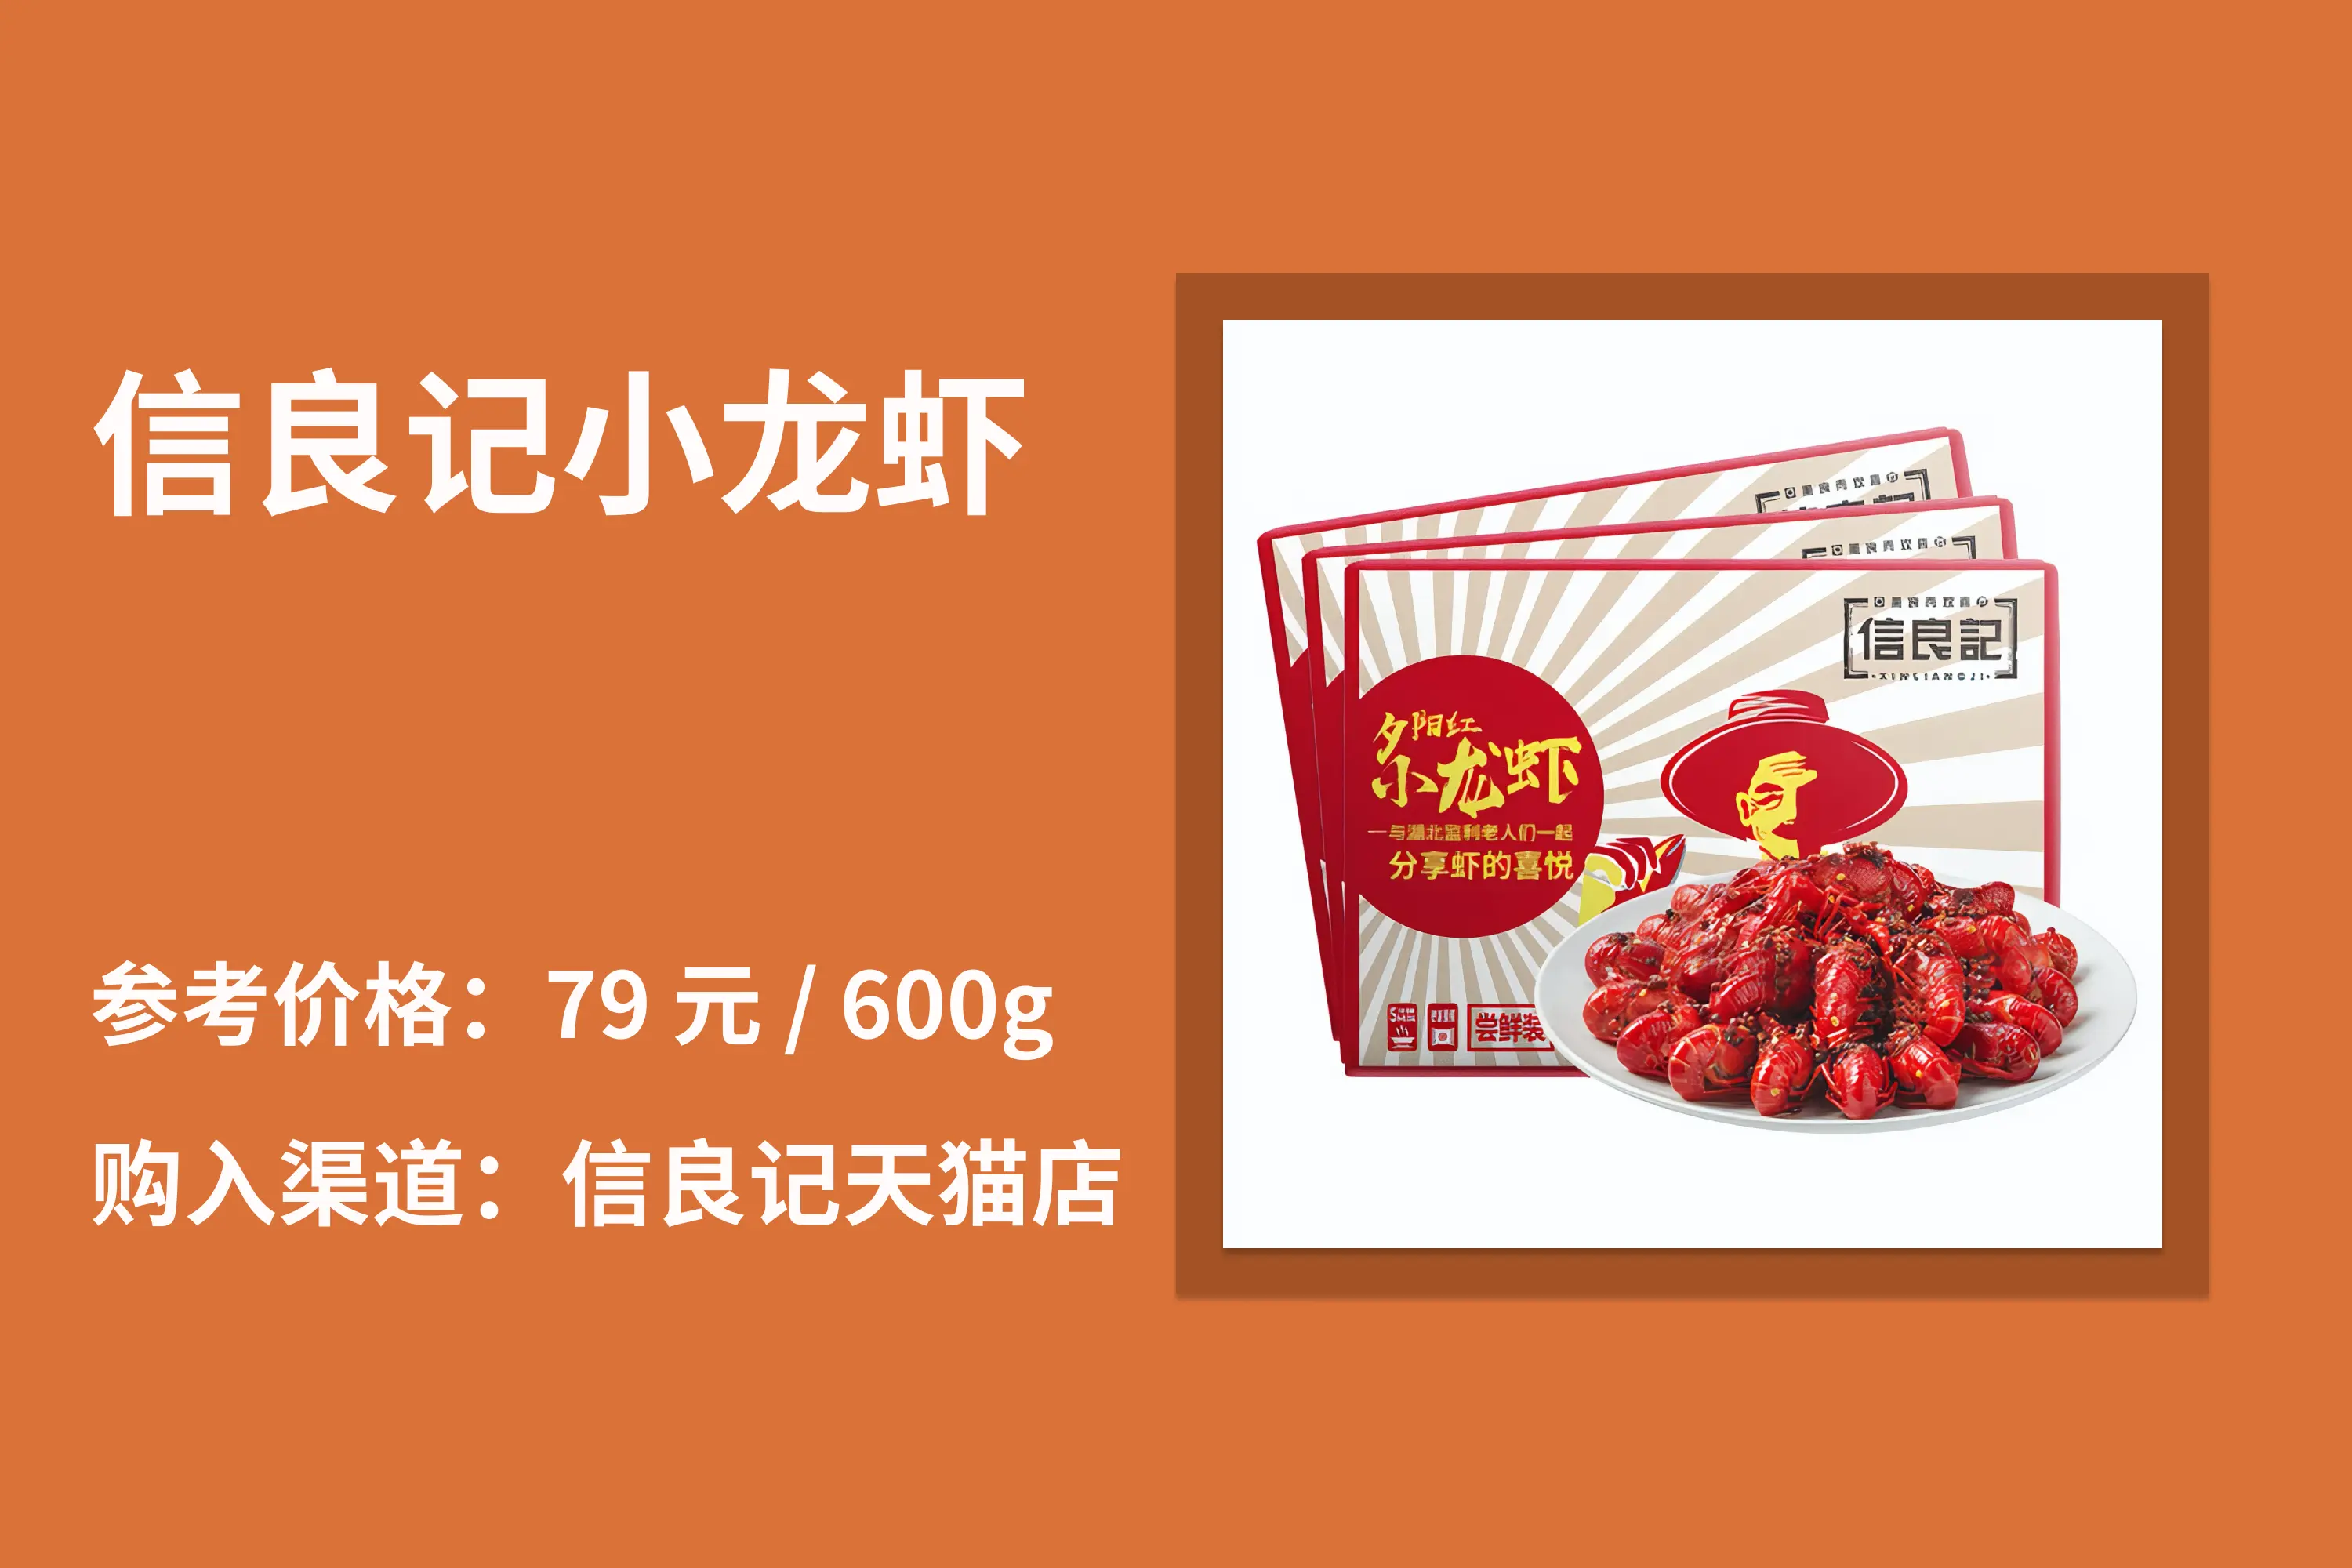 信良记小龙虾
参考价格：79 元 / 600g
购入渠道：信良记天猫店
信良記
·XINLIANGJI·
夕阳红
小龙虾
一与湖北监利老人们一起
分享虾的喜悦
尝鲜装